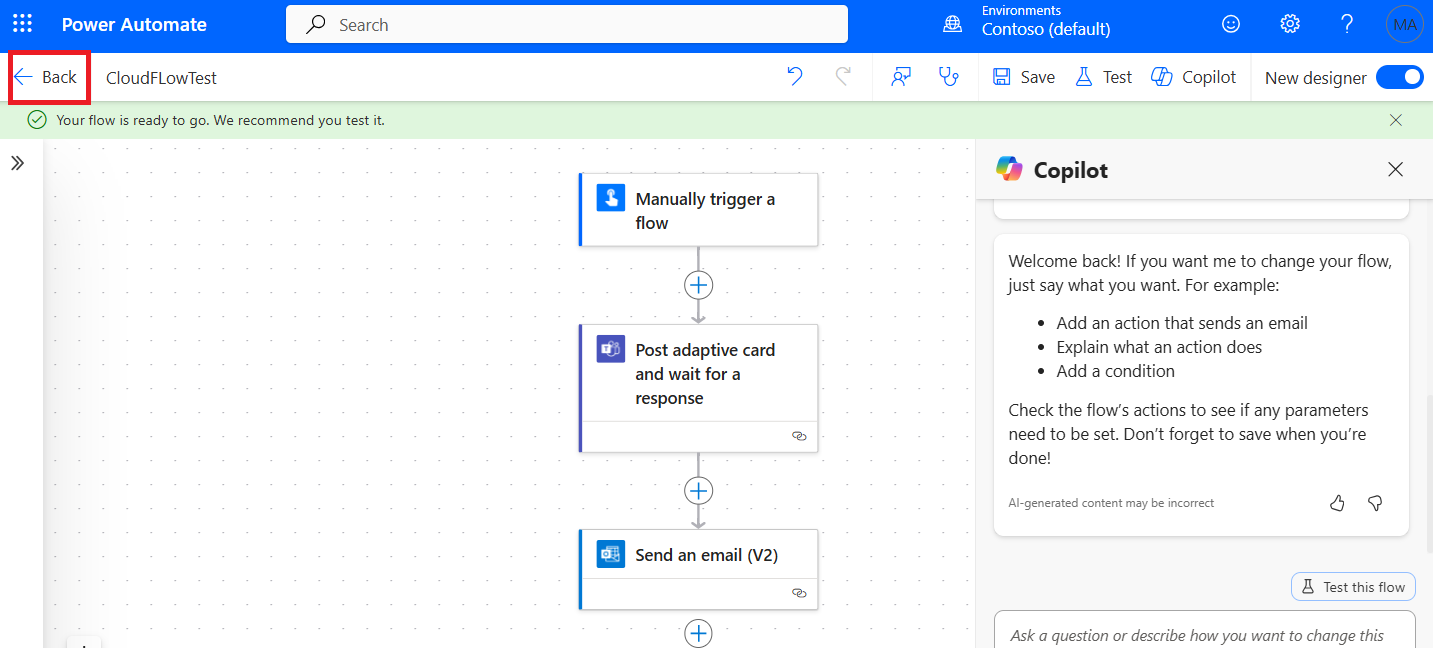 Power Automate
Search
Environments
Contoso (default)
MA
Back
CloudFLowTest
Save
Test
Copilot
New designer
Your flow is ready to go. We recommend you test it.
Manually trigger a
flow
Post adaptive card
and wait for a
response
Send an email (V2)
Copilot
Welcome back! If you want me to change your flow,
just say what you want. For example:
• Add an action that sends an email
• Explain what an action does
• Add a condition
Check the flow’s actions to see if any parameters
need to be set. Don’t forget to save when you’re
done!
AI-generated content may be incorrect
Test this flow
Ask a question or describe how you want to change this